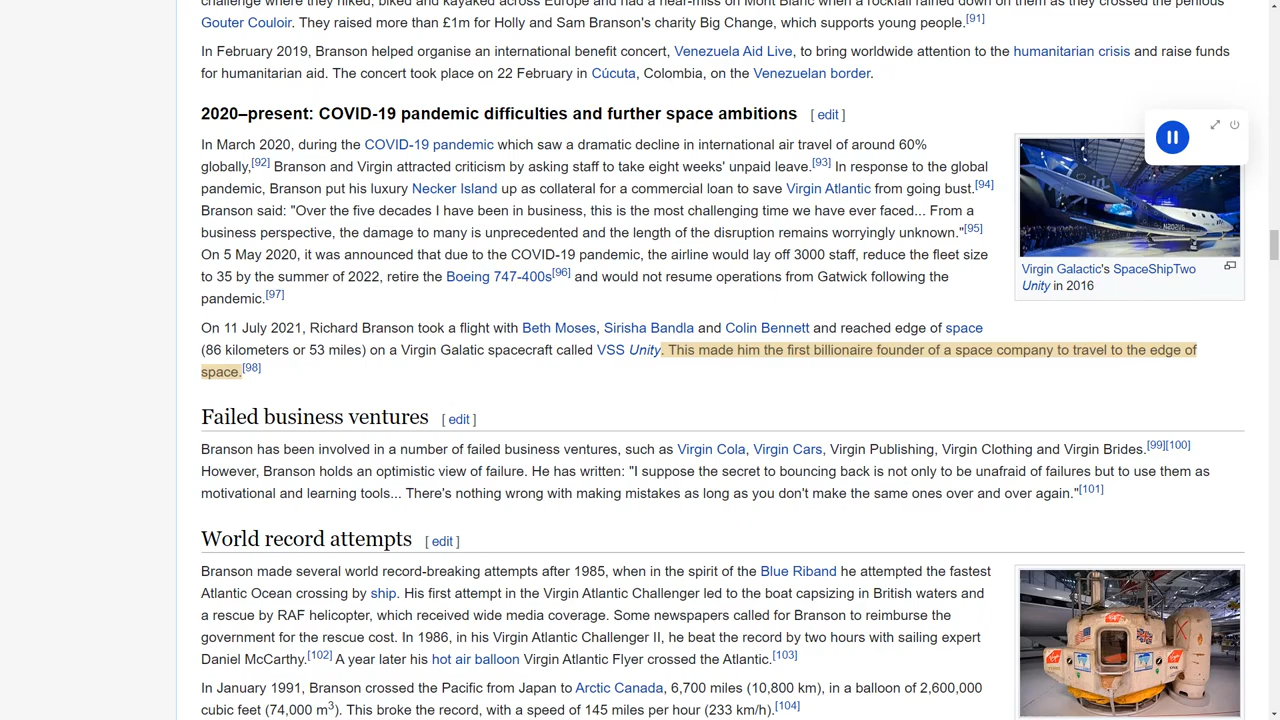 challenge where they hiked, biked and kayaked across Europe and had a near-miss on Mont Blanc when a rockfall rained down on them as they crossed the perilous
Gouter Couloir. They raised more than £1m for Holly and Sam Branson's charity Big Change, which supports young people.[91]
In February 2019, Branson helped organise an international benefit concert, Venezuela Aid Live, to bring worldwide attention to the humanitarian crisis and raise funds
for humanitarian aid. The concert took place on 22 February in Cúcuta, Colombia, on the Venezuelan border.
2020–present: COVID-19 pandemic difficulties and further space ambitions [ edit ]
In March 2020, during the COVID-19 pandemic which saw a dramatic decline in international air travel of around 60%
globally,[92] Branson and Virgin attracted criticism by asking staff to take eight weeks' unpaid leave.[93] In response to the global
pandemic, Branson put his luxury Necker Island up as collateral for a commercial loan to save Virgin Atlantic from going bust.[94]
Branson said: "Over the five decades I have been in business, this is the most challenging time we have ever faced... From a
business perspective, the damage to many is unprecedented and the length of the disruption remains worryingly unknown."[95]
On 5 May 2020, it was announced that due to the COVID-19 pandemic, the airline would lay off 3000 staff, reduce the fleet size
to 35 by the summer of 2022, retire the Boeing 747-400s[96] and would not resume operations from Gatwick following the
pandemic.[97]
Virgin Galactic's SpaceShipTwo
Unity in 2016
On 11 July 2021, Richard Branson took a flight with Beth Moses, Sirisha Bandla and Colin Bennett and reached edge of space
(86 kilometers or 53 miles) on a Virgin Galatic spacecraft called VSS Unity. This made him the first billionaire founder of a space company to travel to the edge of
space.[98]
Failed business ventures [ edit ]
Branson has been involved in a number of failed business ventures, such as Virgin Cola, Virgin Cars, Virgin Publishing, Virgin Clothing and Virgin Brides.[99][100]
However, Branson holds an optimistic view of failure. He has written: "I suppose the secret to bouncing back is not only to be unafraid of failures but to use them as
motivational and learning tools... There's nothing wrong with making mistakes as long as you don't make the same ones over and over again."[101]
World record attempts [ edit ]
Branson made several world record-breaking attempts after 1985, when in the spirit of the Blue Riband he attempted the fastest
Atlantic Ocean crossing by ship. His first attempt in the Virgin Atlantic Challenger led to the boat capsizing in British waters and
a rescue by RAF helicopter, which received wide media coverage. Some newspapers called for Branson to reimburse the
government for the rescue cost. In 1986, in his Virgin Atlantic Challenger II, he beat the record by two hours with sailing expert
Daniel McCarthy.[102] A year later his hot air balloon Virgin Atlantic Flyer crossed the Atlantic.[103]
In January 1991, Branson crossed the Pacific from Japan to Arctic Canada, 6,700 miles (10,800 km), in a balloon of 2,600,000
cubic feet (74,000 m3). This broke the record, with a speed of 145 miles per hour (233 km/h).[104]